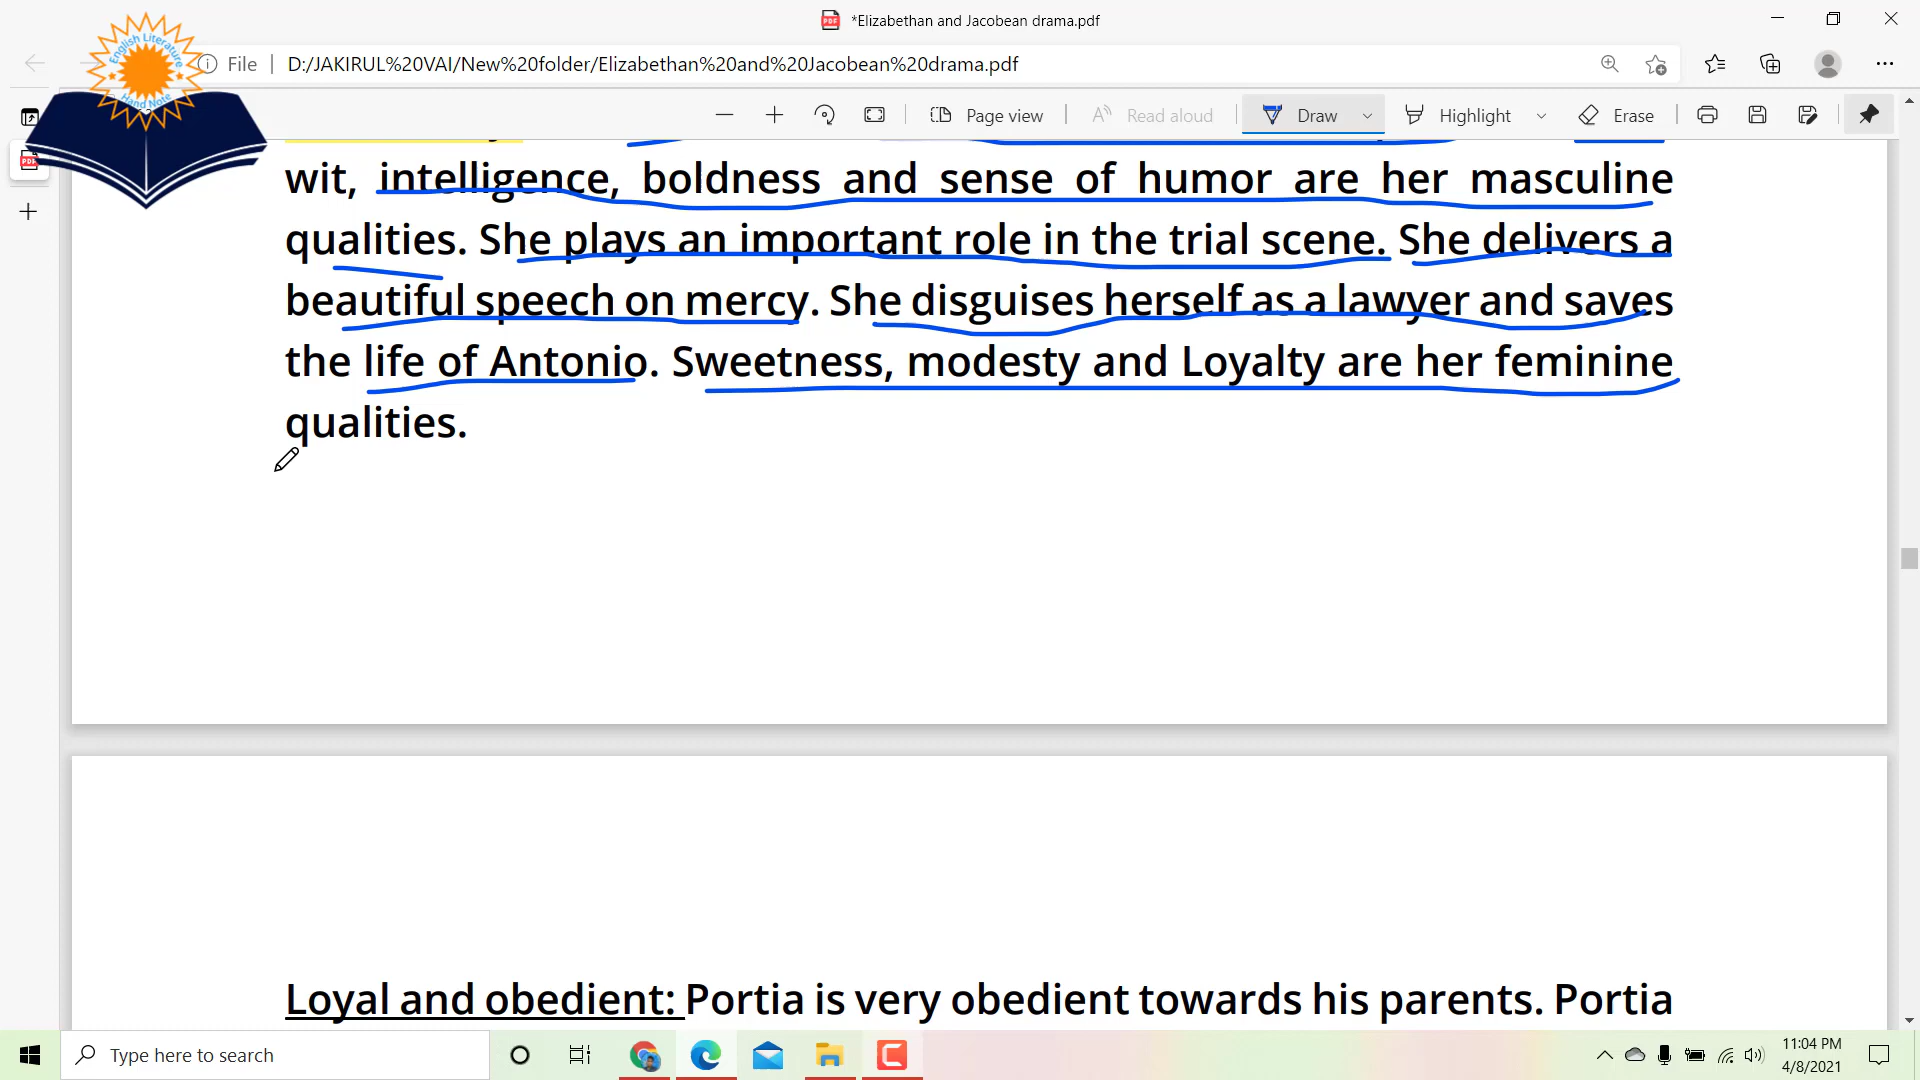 *Elizabethan and Jacobean drama.pdf
English Literature
Hand Note
File
D:/JAKIRUL%20VAI/New%20folder/Elizabethan%20and%20Jacobean%20drama.pdf
Page view
Read aloud
Draw
Highlight
Erase
wit, intelligence, boldness and sense of humor are her masculine
qualities. She plays an important role in the trial scene. She delivers a
beautiful speech on mercy. She disguises herself as a lawyer and saves
the life of Antonio. Sweetness, modesty and Loyalty are her feminine
qualities.
Loyal and obedient: Portia is very obedient towards his parents. Portia
Type here to search
11:04 PM
4/8/2021